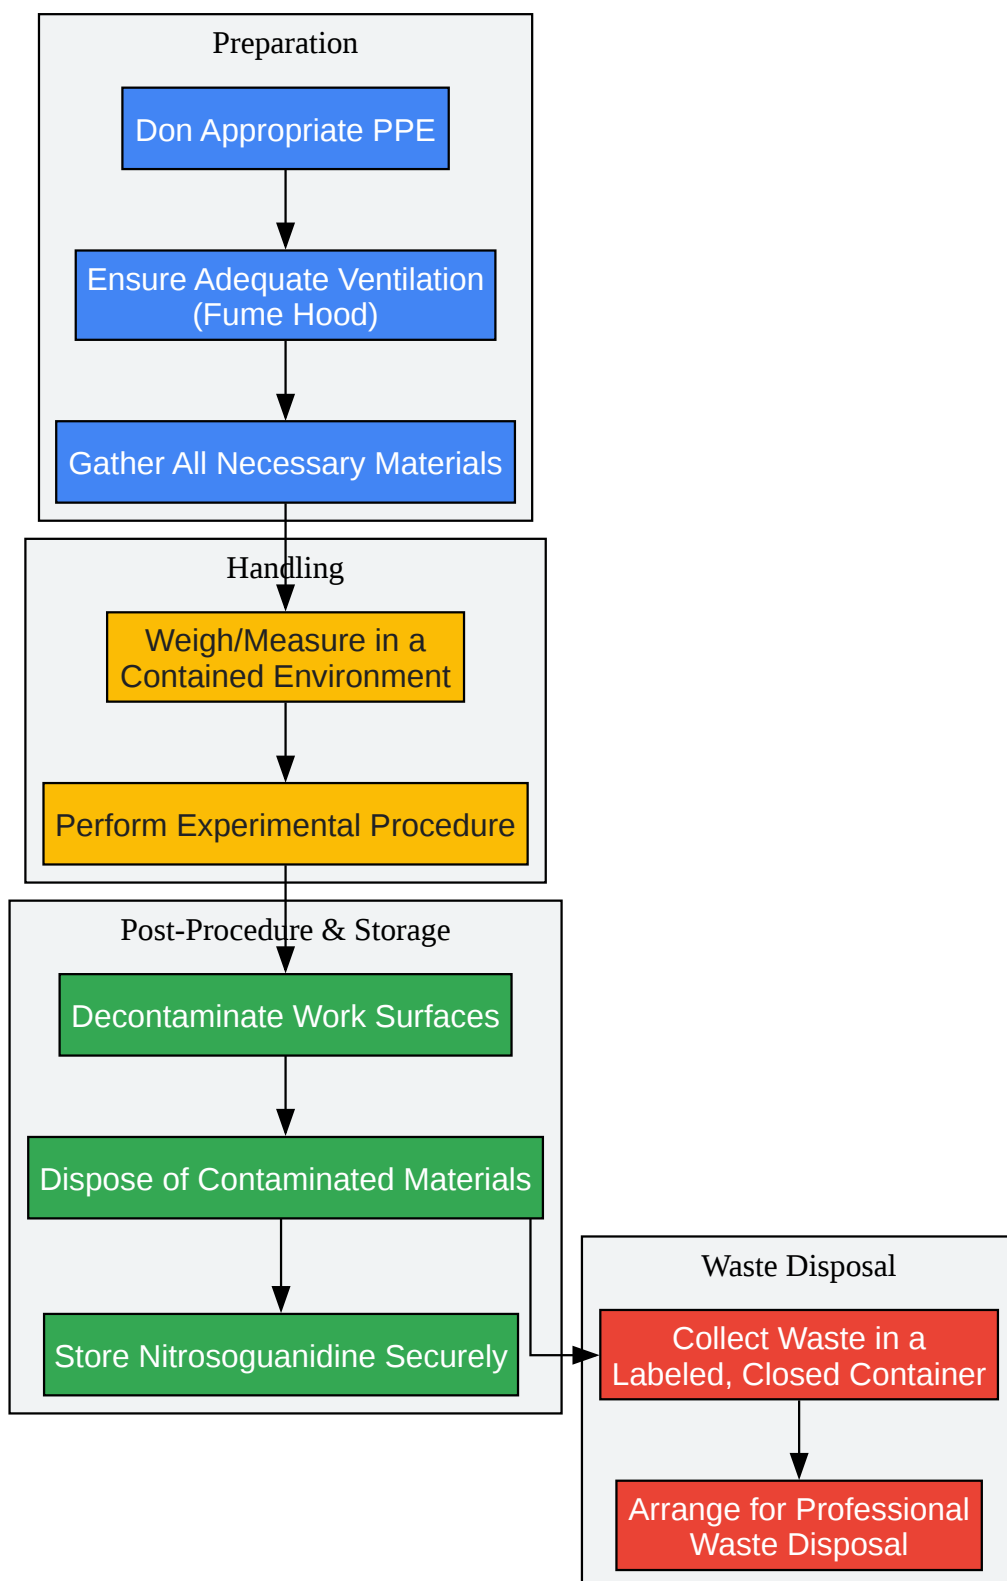 Preparation
Don Appropriate PPE
Ensure Adequate Ventilation
(Fume Hood)
Gather All Necessary Materials
Handling
Weigh/Measure in a
Contained Environment
Perform Experimental Procedure
Post-Procedure & Storage
Decontaminate Work Surfaces
Dispose of Contaminated Materials
Store Nitrosoguanidine Securely
Waste Disposal
Collect Waste in a
Labeled, Closed Container
Arrange for Professional
Waste Disposal